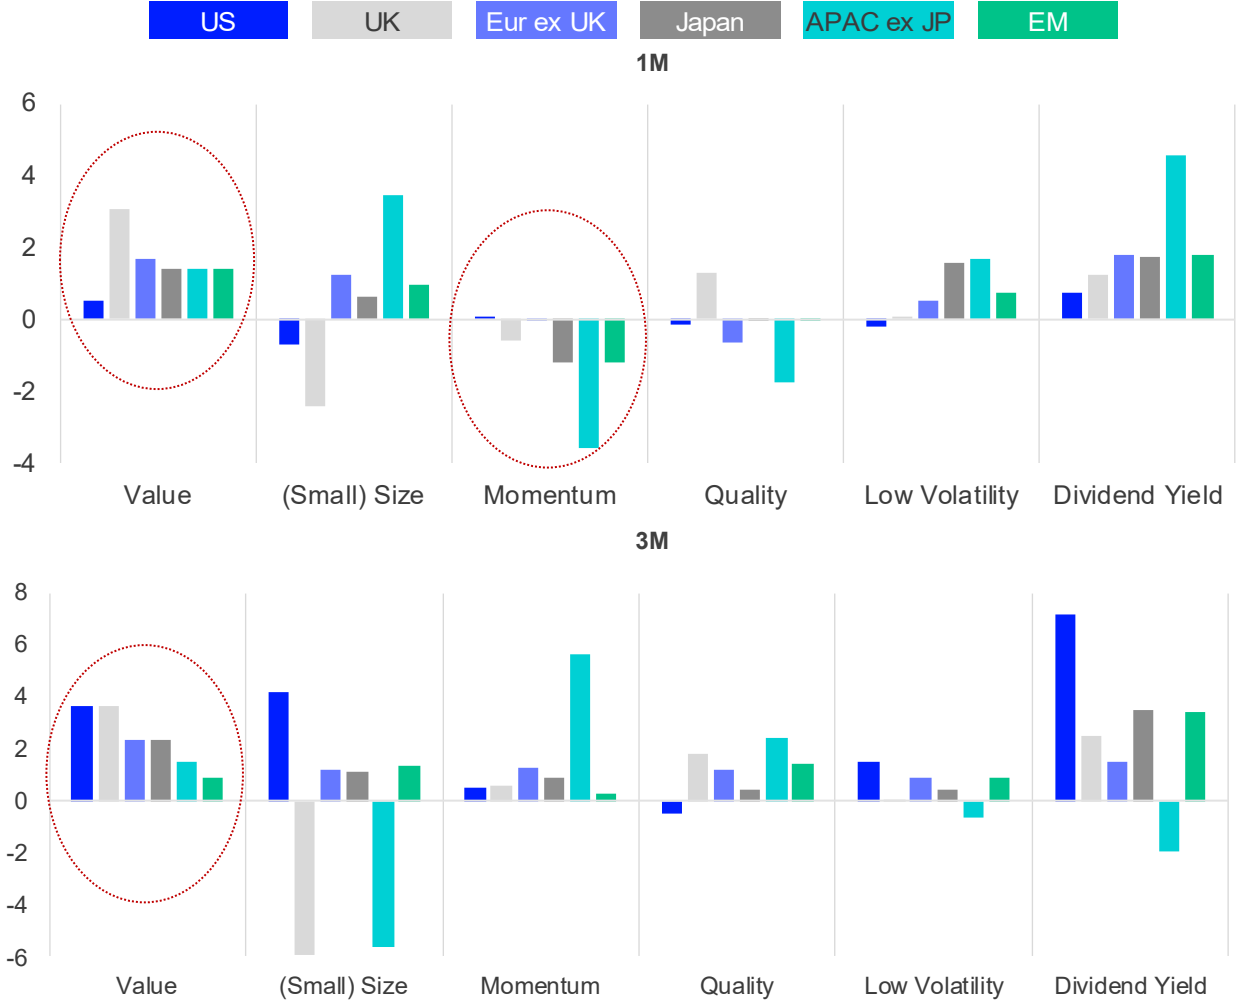 US UK Eur ex UK Japan APAC ex JP EM
1M
6
4
2
0
-2
-4
Value (Small) Size Momentum Quality Low Volatility Dividend Yield
3M
8
6
4
2
0
-2
-4
-6
Value (Small) Size Momentum Quality Low Volatility Dividend Yield